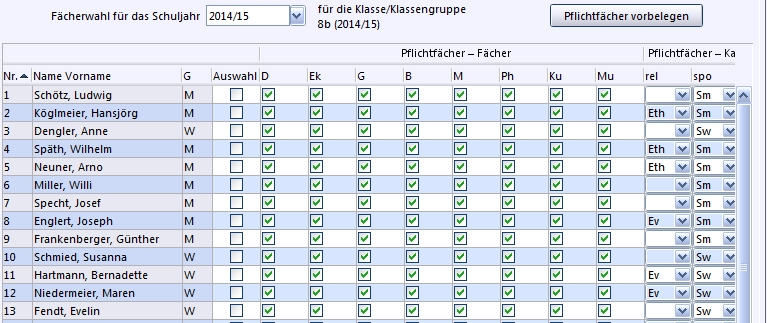 Fächerwahl für das Schuljahr 2014/15 für die Klasse/Klassengruppe Pflichtfächer vorbelegen
8b (2014/15)
Pflichtfächer – Fächer Pflichtfächer – Ka
Nr. Name Vorname G Auswahl D Ek G B M Ph Ku Mu rel spo
1 Schötz, Ludwig M Sm
2 Köglmeier, Hansjörg M Eth Sm
3 Dengler, Anne W Sw
4 Späth, Wilhelm M Eth Sm
5 Neuner, Arno M Eth Sm
6 Miller, Willi M Sm
7 Specht, Josef M Sm
8 Englert, Joseph M Ev Sm
9 Frankenberger, Günther M Sm
10 Schmied, Susanna W Sw
11 Hartmann, Bernadette W Ev Sw
12 Niedermeier, Maren W Ev Sw
13 Fendt, Evelin W Sw